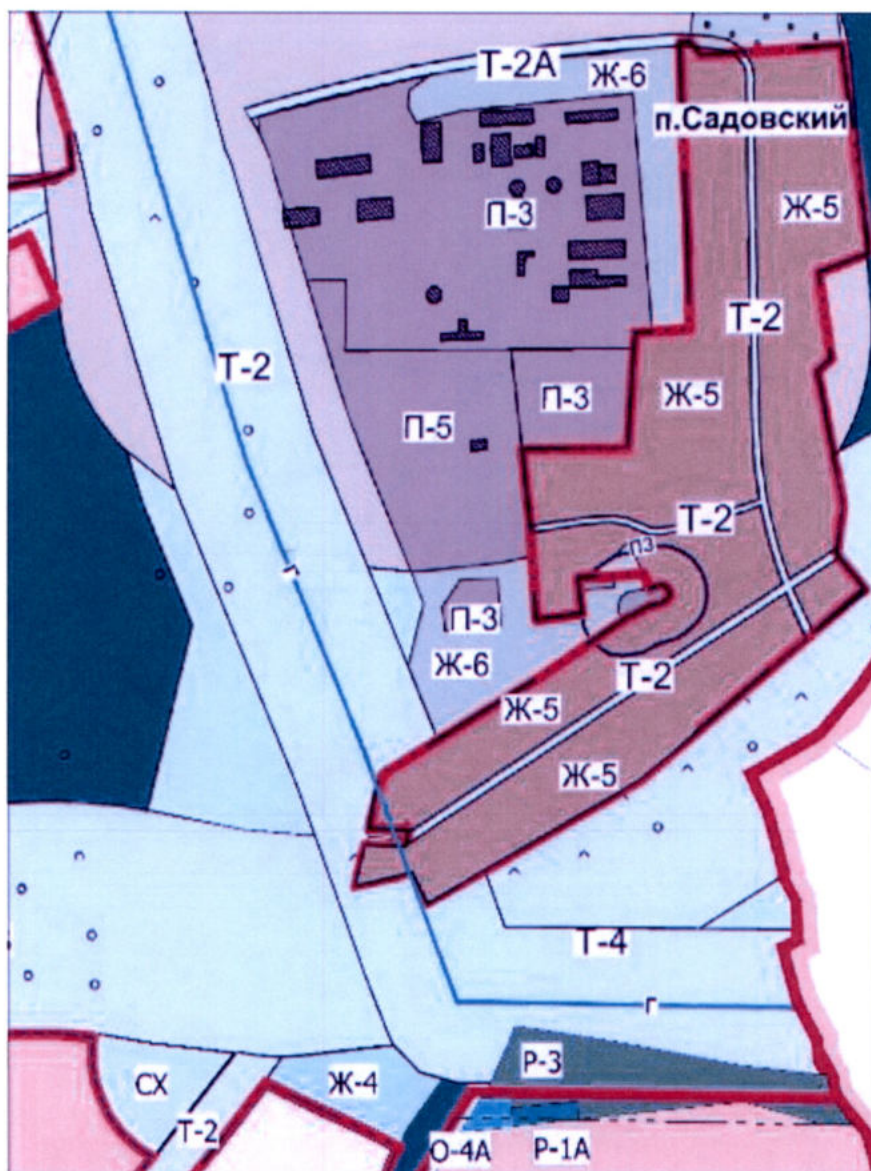 Т-2А
Ж-6
п.Садовский
П-3
Ж-5
Т-2
Т-2
Ж-5
П-3
П-5
Т-2
ПЗ
Г
П-3
Ж-6
Т-2
Ж-5
Ж-5
Т-4
Г
Р-3
СХ
Ж-4
Т-2
О-4А
Р-1А